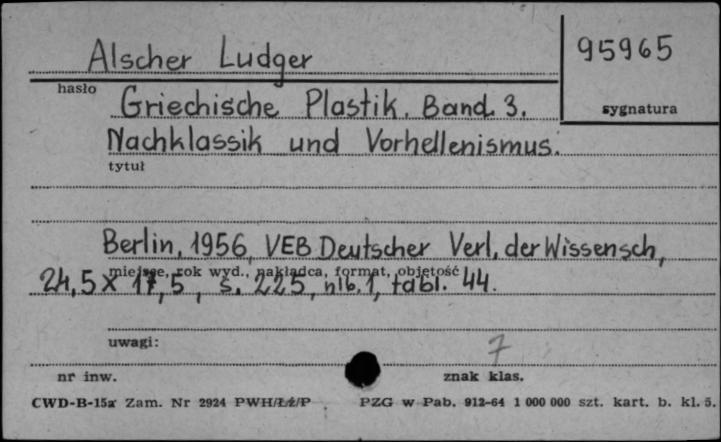 Alscher Ludger
95965
hasło
Griechische Plastik. Band 3.
sygnatura
Nachklassik und Vorhellenismus.
tytuł
Berlin, 1956, VEB Deutscher Verl. der Wissensch,
miejsce, rok wyd., nakładca, format, objętość
24,5 x 17,5, s. 225, nlb. 1, tabl. 44.
uwagi:
7
nr inw.
znak klas.
CWD-B-15a Zam. Nr 2924 PWH/Łź/P PZG w Pab. 912-64 1 000 000 szt. kart. b. kl. 5.